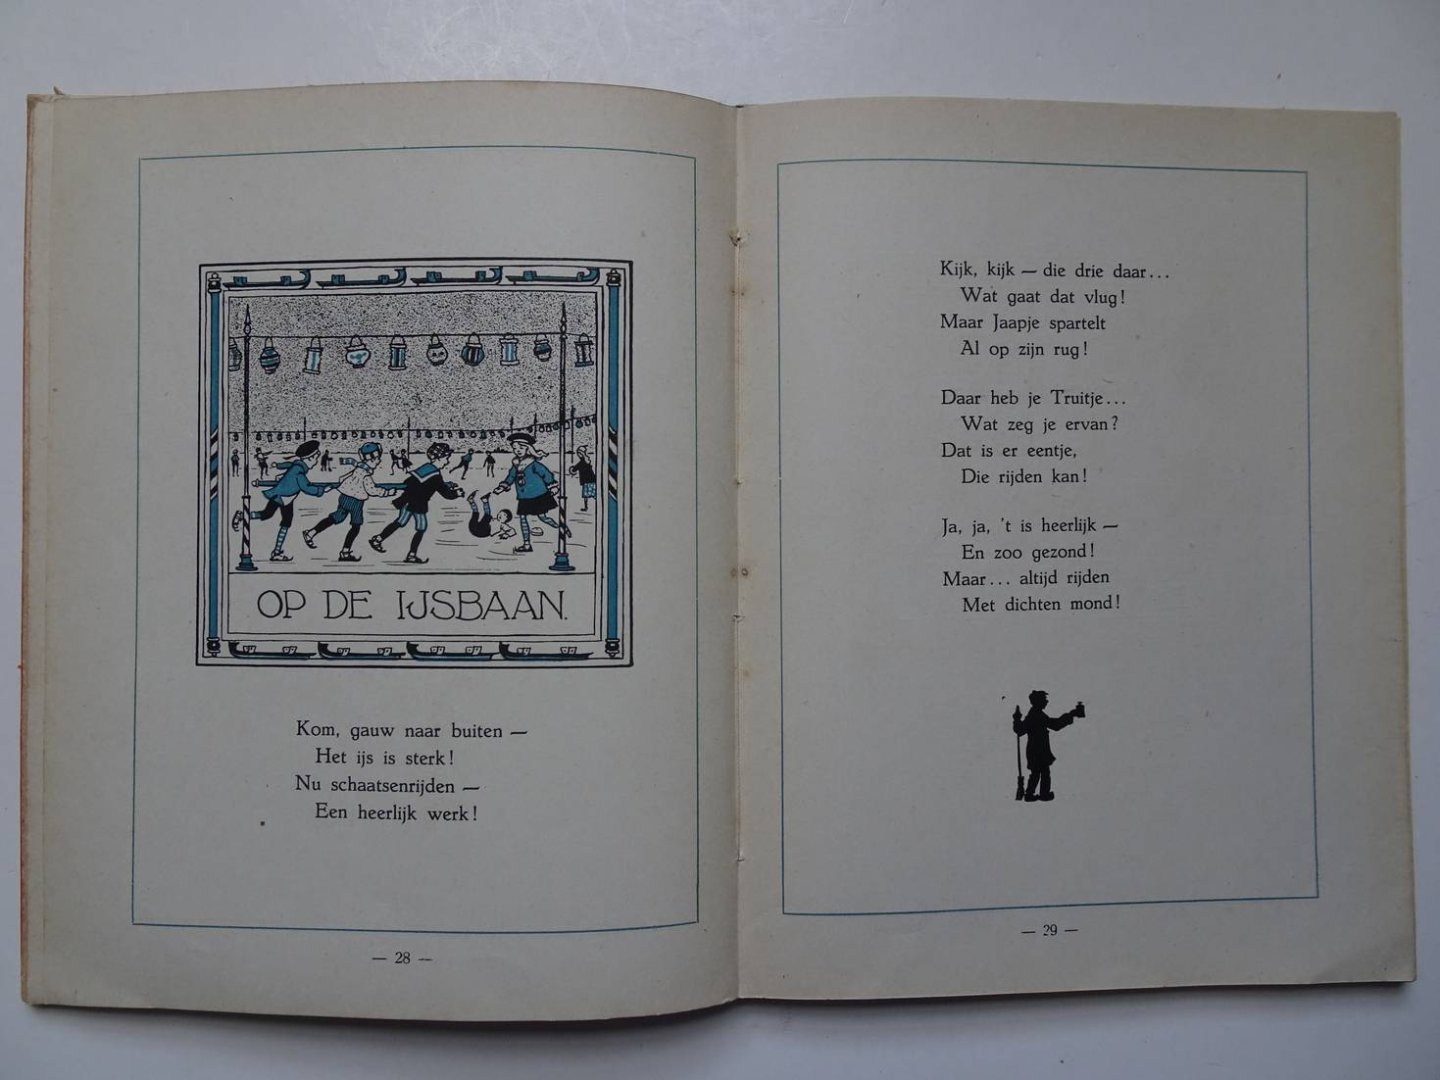 OP DE IJSBAAN.
Kom, gauw naar buiten —
Het ijs is sterk!
Nu schaatsenrijden —
Een heerlijk werk!
— 28 —
Kijk, kijk — die drie daar...
Wat gaat dat vlug!
Maar Jaapje spartelt
Al op zijn rug!
Daar heb je Truitje...
Wat zeg je ervan?
Dat is er eentje,
Die rijden kan!
Ja, ja, 't is heerlijk —
En zoo gezond!
Maar... altijd rijden
Met dichten mond!
— 29 —